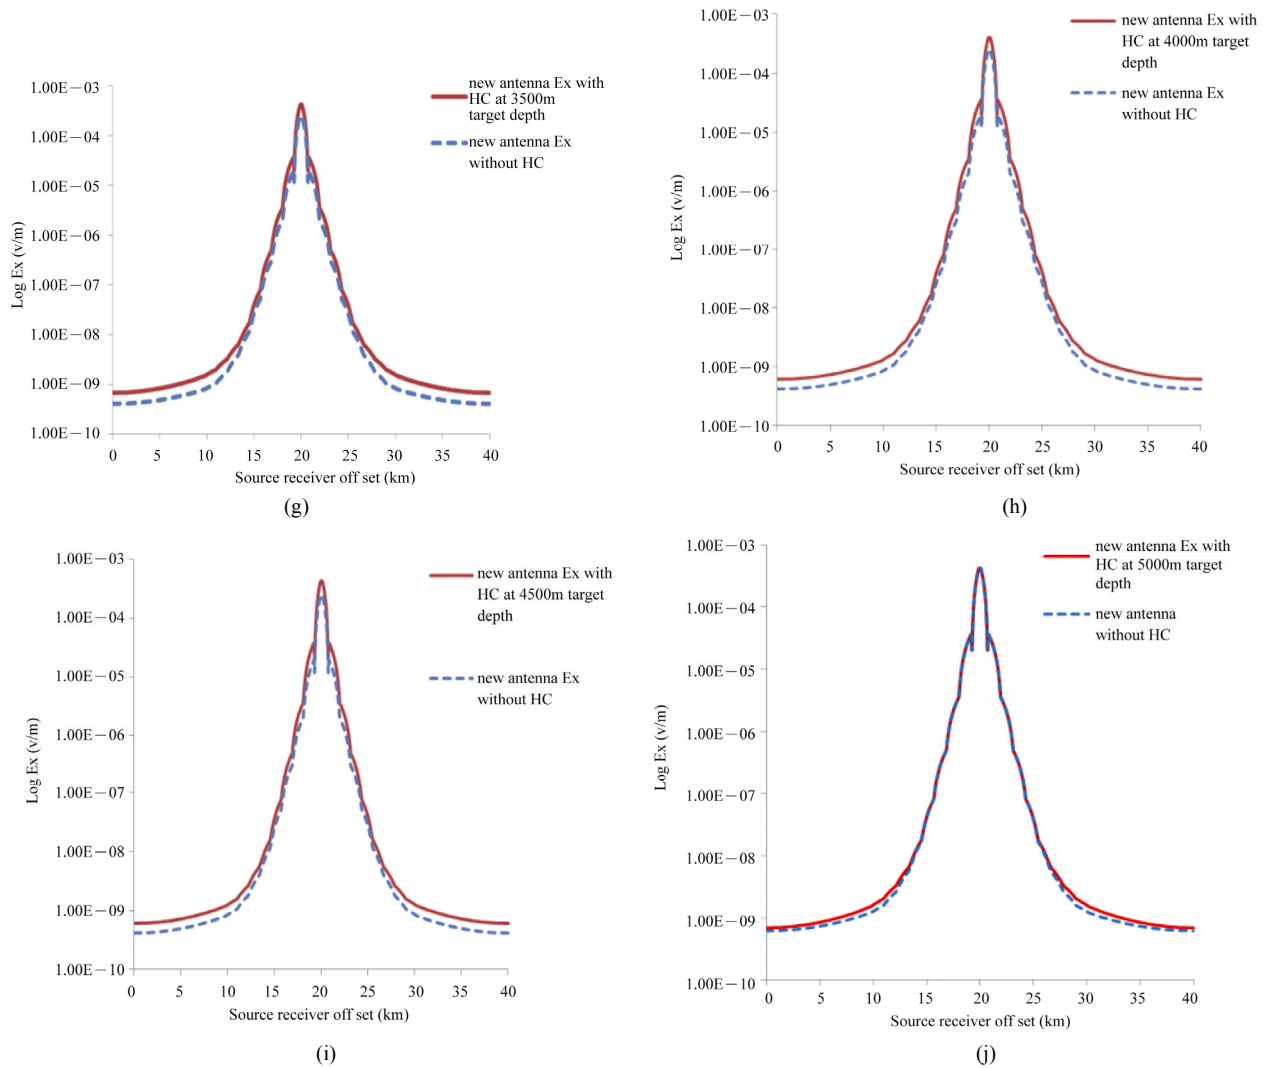 1.00E−03
1.00E−04
1.00E−05
1.00E−06
1.00E−07
1.00E−08
1.00E−09
1.00E−10
Log Ex (v/m)
0 5 10 15 20 25 30 35 40
Source receiver off set (km)
new antenna Ex with
HC at 3500m
target depth
new antenna Ex
without HC
(g)
1.00E−03
1.00E−04
1.00E−05
1.00E−06
1.00E−07
1.00E−08
1.00E−09
1.00E−10
Log Ex (v/m)
0 5 10 15 20 25 30 35 40
Source receiver off set (km)
new antenna Ex with
HC at 4000m target
depth
new antenna Ex
without HC
(h)
1.00E−03
1.00E−04
1.00E−05
1.00E−06
1.00E−07
1.00E−08
1.00E−09
1.00E−10
Log Ex (v/m)
0 5 10 15 20 25 30 35 40
Source receiver off set (km)
new antenna Ex with
HC at 4500m target
depth
new antenna Ex
without HC
(i)
1.00E−03
1.00E−04
1.00E−05
1.00E−06
1.00E−07
1.00E−08
1.00E−09
1.00E−10
Log Ex (v/m)
0 5 10 15 20 25 30 35 40
Source receiver off set (km)
new antenna Ex with
HC at 5000m target
depth
new antenna
without HC
(j)